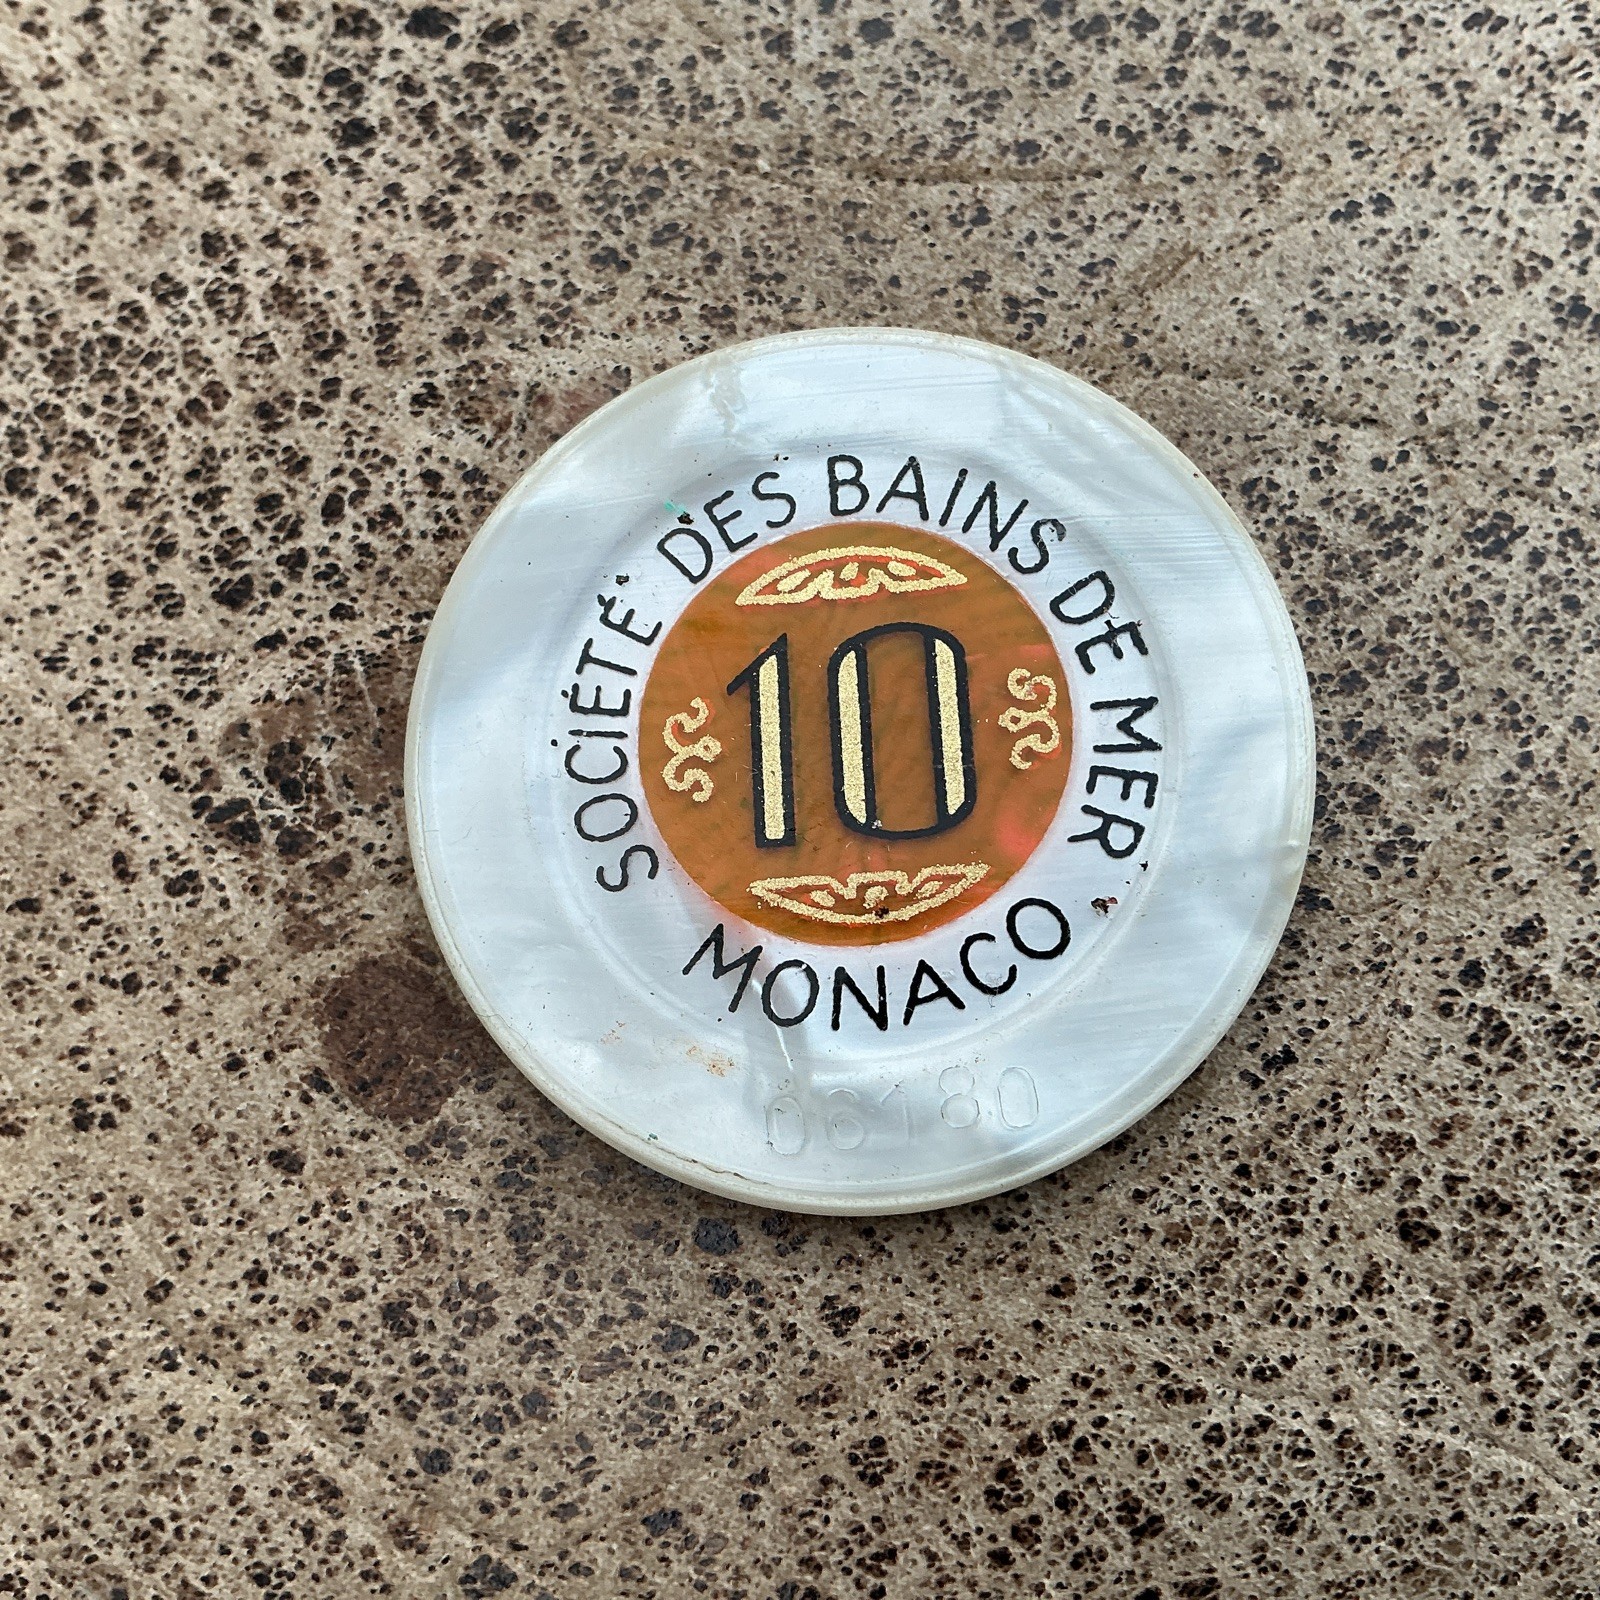 SOCIÉTÉ DES BAINS DE MER
10
MONACO
06180